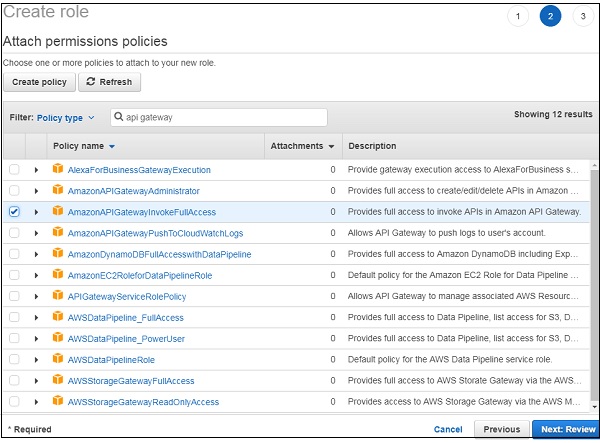 Create role
1 2 3
Attach permissions policies
Choose one or more policies to attach to your new role.
Create policy Refresh
Filter: Policy type api gateway Showing 12 results
Policy name Attachments Description
AlexaForBusinessGatewayExecution 0 Provide gateway execution access to AlexaForBusiness s...
AmazonAPIGatewayAdministrator 0 Provides full access to create/edit/delete APIs in Amazon ...
AmazonAPIGatewayInvokeFullAccess 0 Provides full access to invoke APIs in Amazon API Gateway.
AmazonAPIGatewayPushToCloudWatchLogs 0 Allows API Gateway to push logs to user's account.
AmazonDynamoDBFullAccesswithDataPipeline 0 Provides full access to Amazon DynamoDB including Exp...
AmazonEC2RoleforDataPipelineRole 0 Default policy for the Amazon EC2 Role for Data Pipeline ...
APIGatewayServiceRolePolicy 0 Allows API Gateway to manage associated AWS Resourc...
AWSDataPipeline_FullAccess 0 Provides full access to Data Pipeline, list access for S3, D...
AWSDataPipeline_PowerUser 0 Provides full access to Data Pipeline, list access for S3, D...
AWSDataPipelineRole 0 Default policy for the AWS Data Pipeline service role.
AWSStorageGatewayFullAccess 0 Provides full access to AWS Storate Gateway via the AWS...
AWSStorageGatewayReadOnlyAccess 0 Provides access to AWS Storage Gateway via the AWS M...
* Required Cancel Previous Next: Review